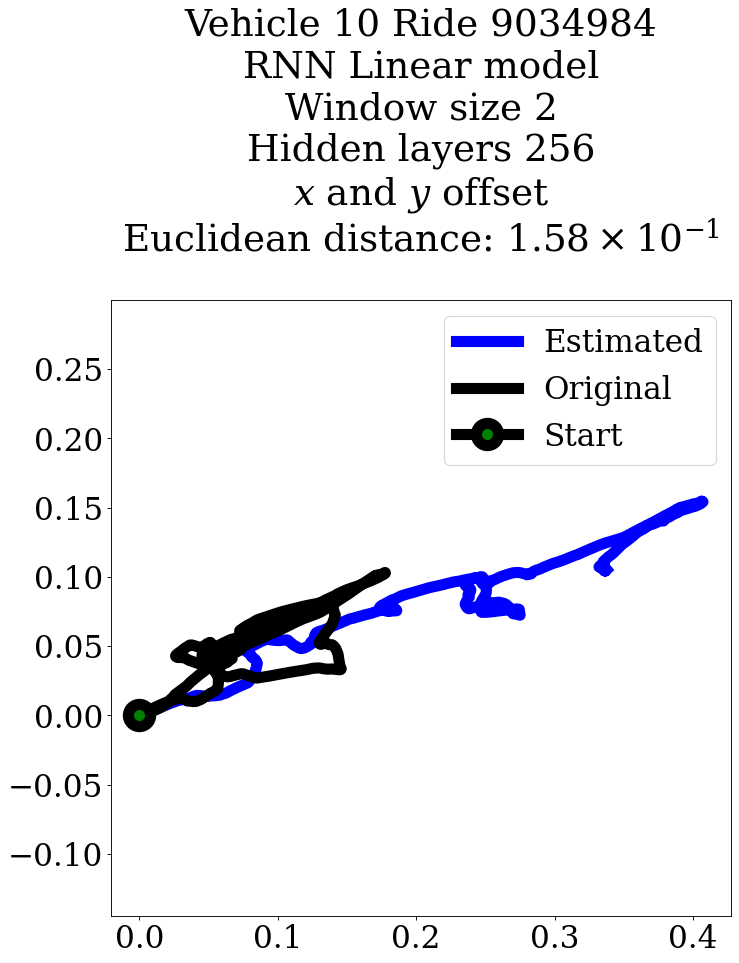 Vehicle 10 Ride 9034984
RNN Linear model
Window size 2
Hidden layers 256
x and y offset
Euclidean distance: 1.58 × 10⁻¹
Estimated
Original
Start
0.25
0.20
0.15
0.10
0.05
0.00
−0.05
−0.10
0.0 0.1 0.2 0.3 0.4